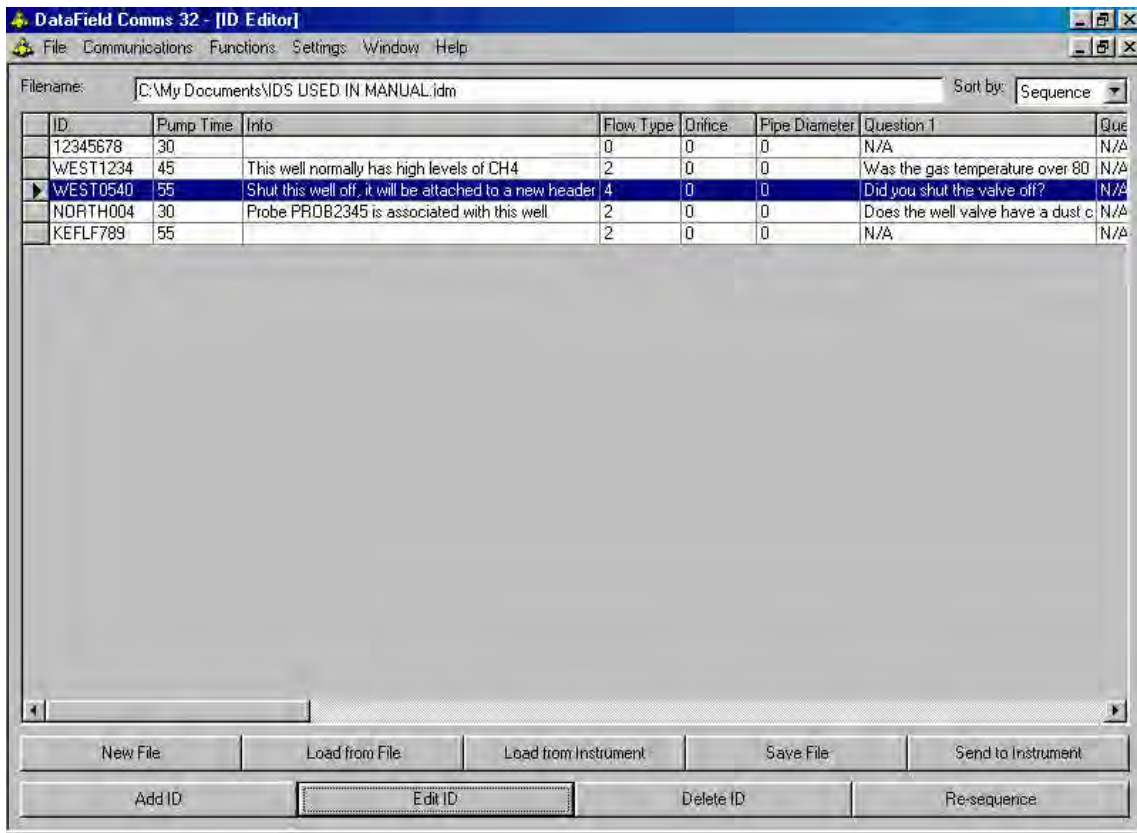 DataField Comms 32 - [ID Editor]
File Communications Functions Settings Window Help
Filename: C:\My Documents\IDS USED IN MANUAL.idm Sort by: Sequence
ID Pump Time Info Flow Type Orifice Pipe Diameter Question 1 Que
12345678 30 0 0 0 N/A N/A
WEST1234 45 This well normally has high levels of CH4 2 0 0 Was the gas temperature over 80 N/A
WEST0540 55 Shut this well off, it will be attached to a new header 4 0 0 Did you shut the valve off? N/A
NORTH004 30 Probe PROB2345 is associated with this well 2 0 0 Does the well valve have a dust c N/A
KEFLF789 55 2 0 0 N/A N/A
New File Load from File Load from Instrument Save File Send to Instrument
Add ID Edit ID Delete ID Re-sequence